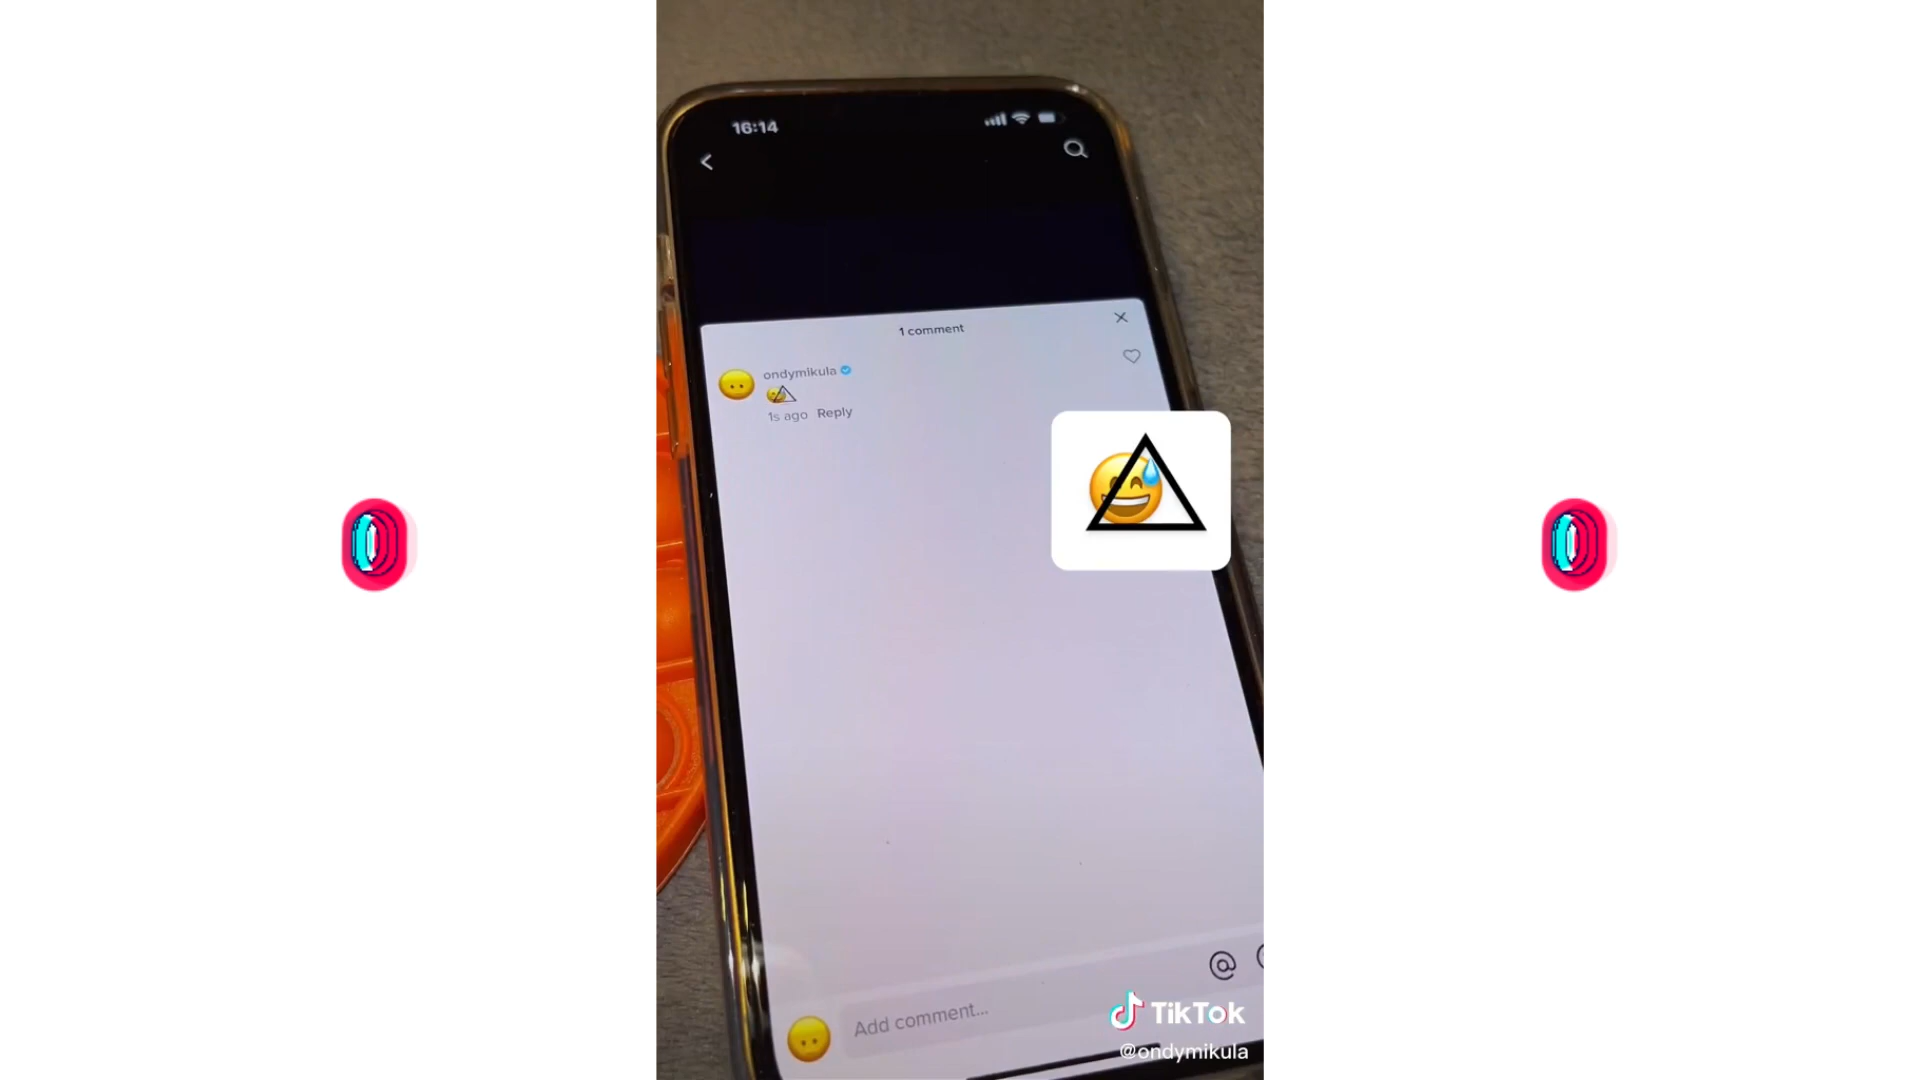 16:14
1 comment
ondymikula
1s ago Reply
Add comment...
TikTok
@ondymikula